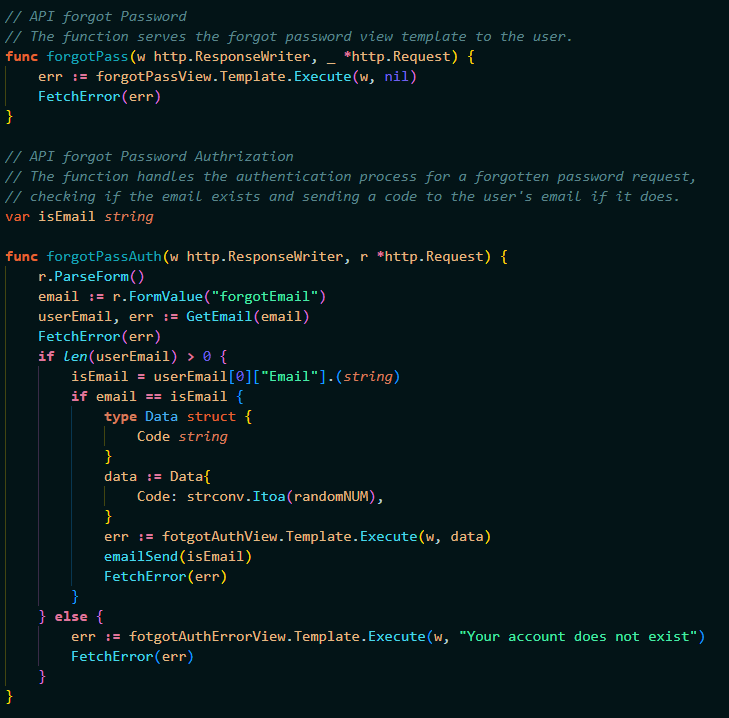 // API forgot Password
// The function serves the forgot password view template to the user.
func forgotPass(w http.ResponseWriter, _ *http.Request) {
    err := forgotPassView.Template.Execute(w, nil)
    FetchError(err)
}

// API forgot Password Authrization
// The function handles the authentication process for a forgotten password request,
// checking if the email exists and sending a code to the user's email if it does.
var isEmail string

func forgotPassAuth(w http.ResponseWriter, r *http.Request) {
    r.ParseForm()
    email := r.FormValue("forgotEmail")
    userEmail, err := GetEmail(email)
    FetchError(err)
    if len(userEmail) > 0 {
        isEmail = userEmail[0]["Email"].(string)
        if email == isEmail {
            type Data struct {
                Code string
            }
            data := Data{
                Code: strconv.Itoa(randomNUM),
            }
            err := fotgotAuthView.Template.Execute(w, data)
            emailSend(isEmail)
            FetchError(err)
        }
    } else {
        err := fotgotAuthErrorView.Template.Execute(w, "Your account does not exist")
        FetchError(err)
    }
}